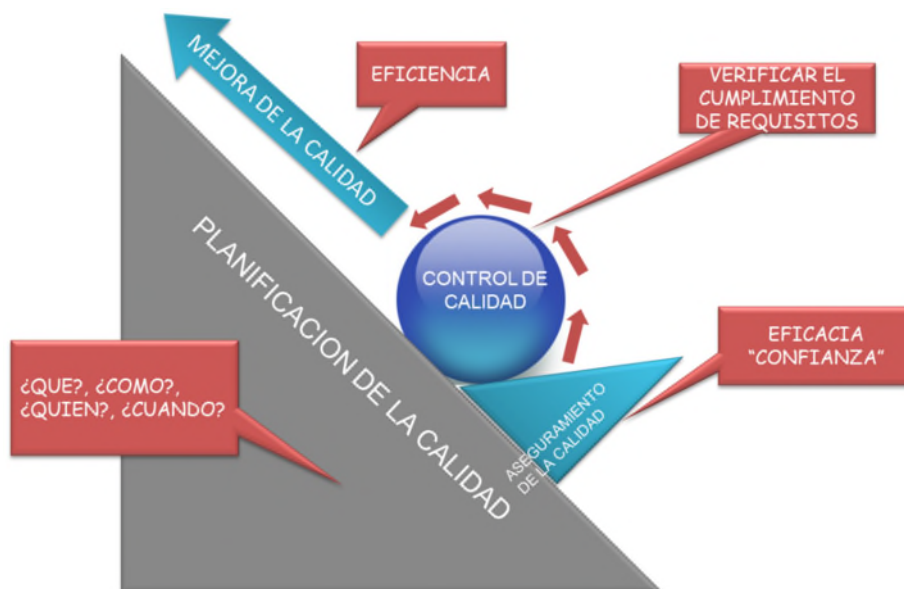 MEJORA DE LA CALIDAD
EFICIENCIA
VERIFICAR EL
CUMPLIMIENTO
DE REQUISITOS
CONTROL DE
CALIDAD
PLANIFICACION DE LA CALIDAD
EFICACIA
“CONFIANZA”
¿QUE?, ¿COMO?,
¿QUIEN?, ¿CUANDO?
ASEGURAMIENTO
DE LA CALIDAD